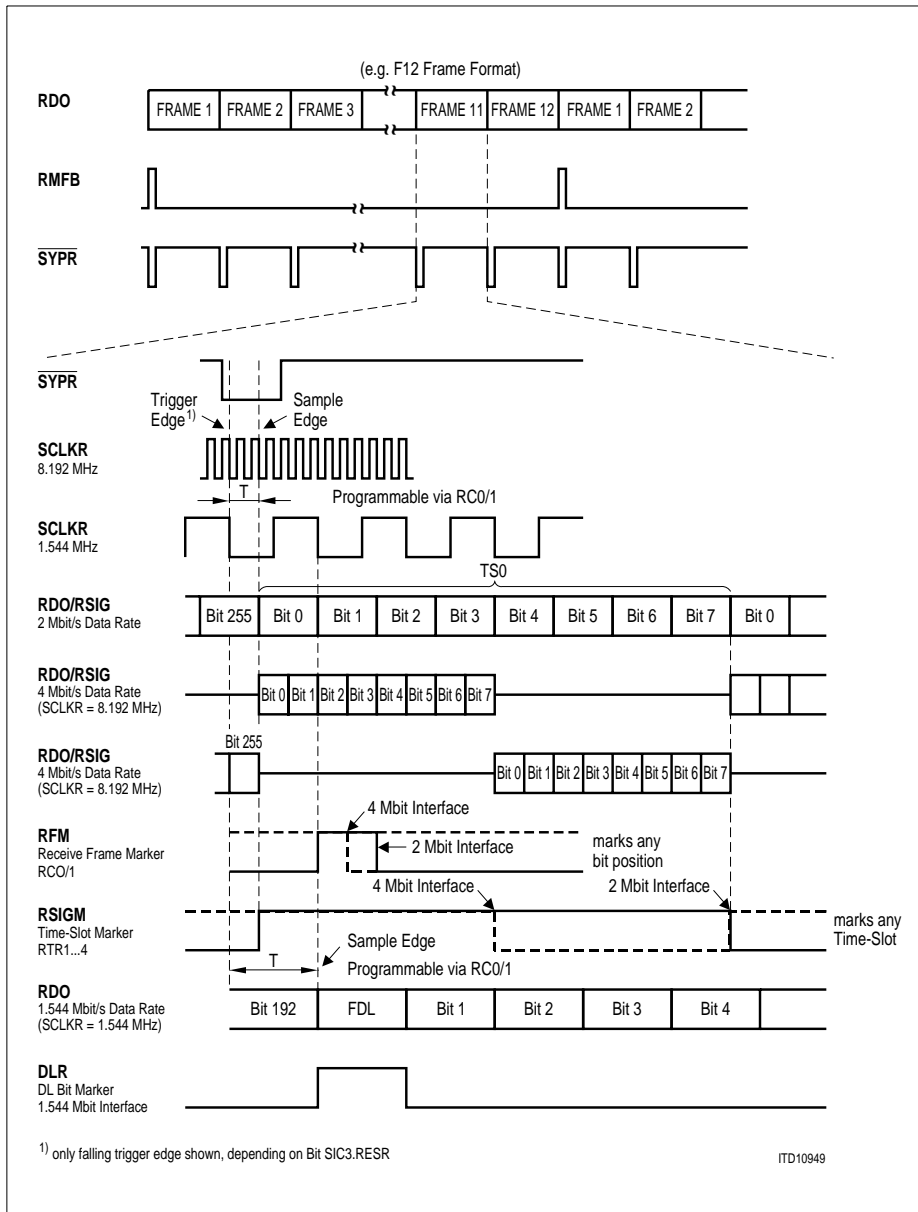 (e.g. F12 Frame Format)
RDO
FRAME 1 FRAME 2 FRAME 3 FRAME 11 FRAME 12 FRAME 1 FRAME 2
RMFB
SYPR
SYPR
Trigger
Edge1)
Sample
Edge
SCLKR
8.192 MHz
T
Programmable via RC0/1
SCLKR
1.544 MHz
TS0
RDO/RSIG
2 Mbit/s Data Rate
Bit 255 Bit 0 Bit 1 Bit 2 Bit 3 Bit 4 Bit 5 Bit 6 Bit 7 Bit 0
RDO/RSIG
4 Mbit/s Data Rate
(SCLKR = 8.192 MHz)
Bit 0 Bit 1 Bit 2 Bit 3 Bit 4 Bit 5 Bit 6 Bit 7
Bit 255
RDO/RSIG
4 Mbit/s Data Rate
(SCLKR = 8.192 MHz)
Bit 0 Bit 1 Bit 2 Bit 3 Bit 4 Bit 5 Bit 6 Bit 7
4 Mbit Interface
RFM
Receive Frame Marker
RCO/1
2 Mbit Interface
marks any
bit position
4 Mbit Interface
2 Mbit Interface
RSIGM
Time-Slot Marker
RTR1...4
marks any
Time-Slot
T
Sample Edge
Programmable via RC0/1
RDO
1.544 Mbit/s Data Rate
(SCLKR = 1.544 MHz)
Bit 192 FDL Bit 1 Bit 2 Bit 3 Bit 4
DLR
DL Bit Marker
1.544 Mbit Interface
1) only falling trigger edge shown, depending on Bit SIC3.RESR
ITD10949